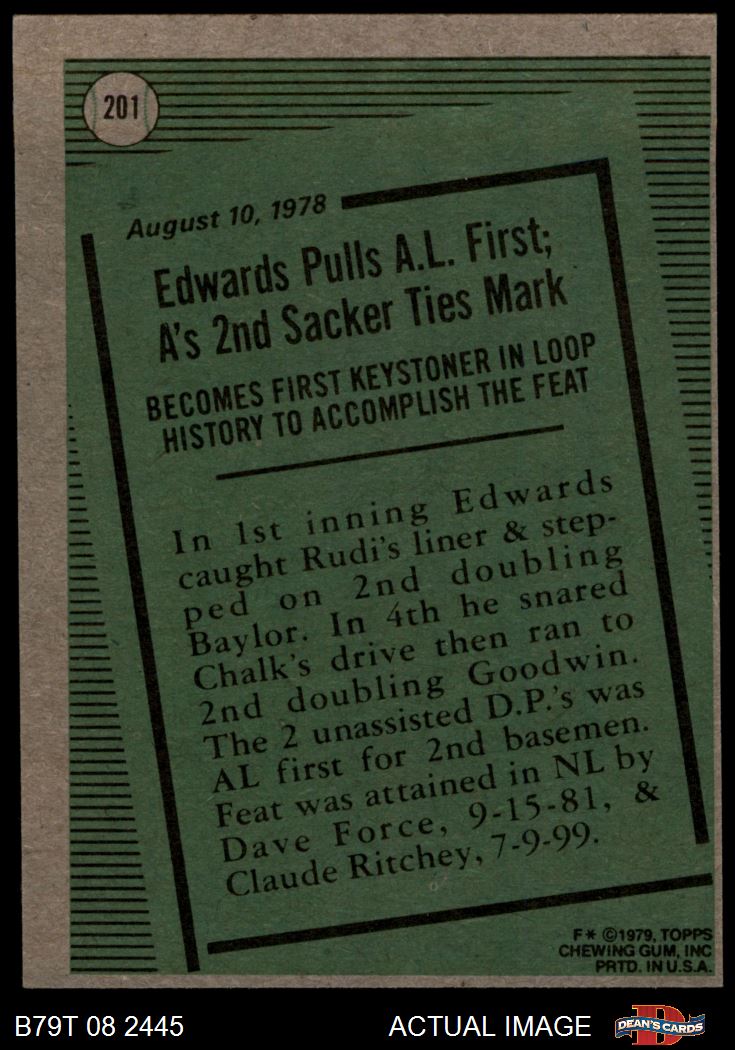 201
August 10, 1978
Edwards Pulls A.L. First;
A's 2nd Sacker Ties Mark
BECOMES FIRST KEYSTONER IN LOOP
HISTORY TO ACCOMPLISH THE FEAT
In 1st inning Edwards
caught Rudi's liner & step-
ped on 2nd doubling
Baylor. In 4th he snared
Chalk's drive then ran to
2nd doubling Goodwin.
The 2 unassisted D.P.'s was
AL first for 2nd basemen.
Feat was attained in NL by
Dave Force, 9-15-81, &
Claude Ritchey, 7-9-99.
F* ©1979, TOPPS
CHEWING GUM, INC
PRTD. IN U.S.A.
B79T 08 2445
ACTUAL IMAGE
D
DEAN'S CARDS